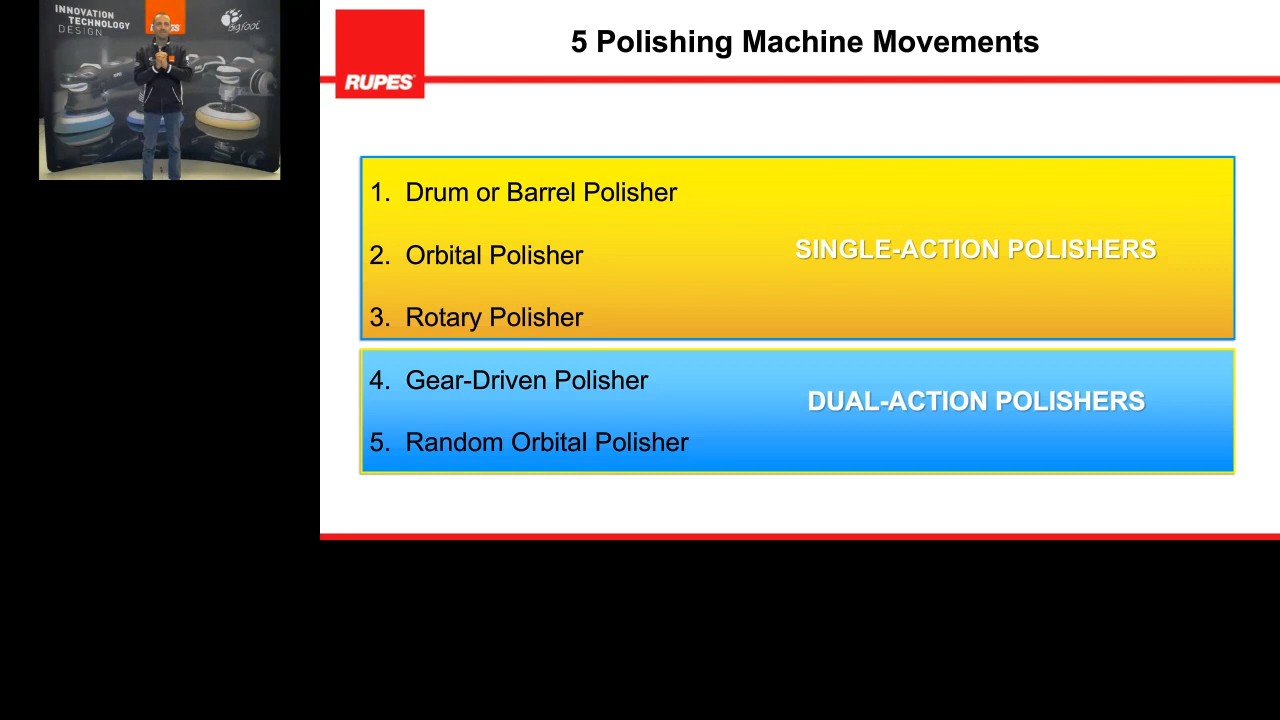 INNOVATION
TECHNOLOGY
DESIGN
bigfoot
RUPES
5 Polishing Machine Movements
1. Drum or Barrel Polisher
2. Orbital Polisher
3. Rotary Polisher
SINGLE-ACTION POLISHERS
4. Gear-Driven Polisher
5. Random Orbital Polisher
DUAL-ACTION POLISHERS